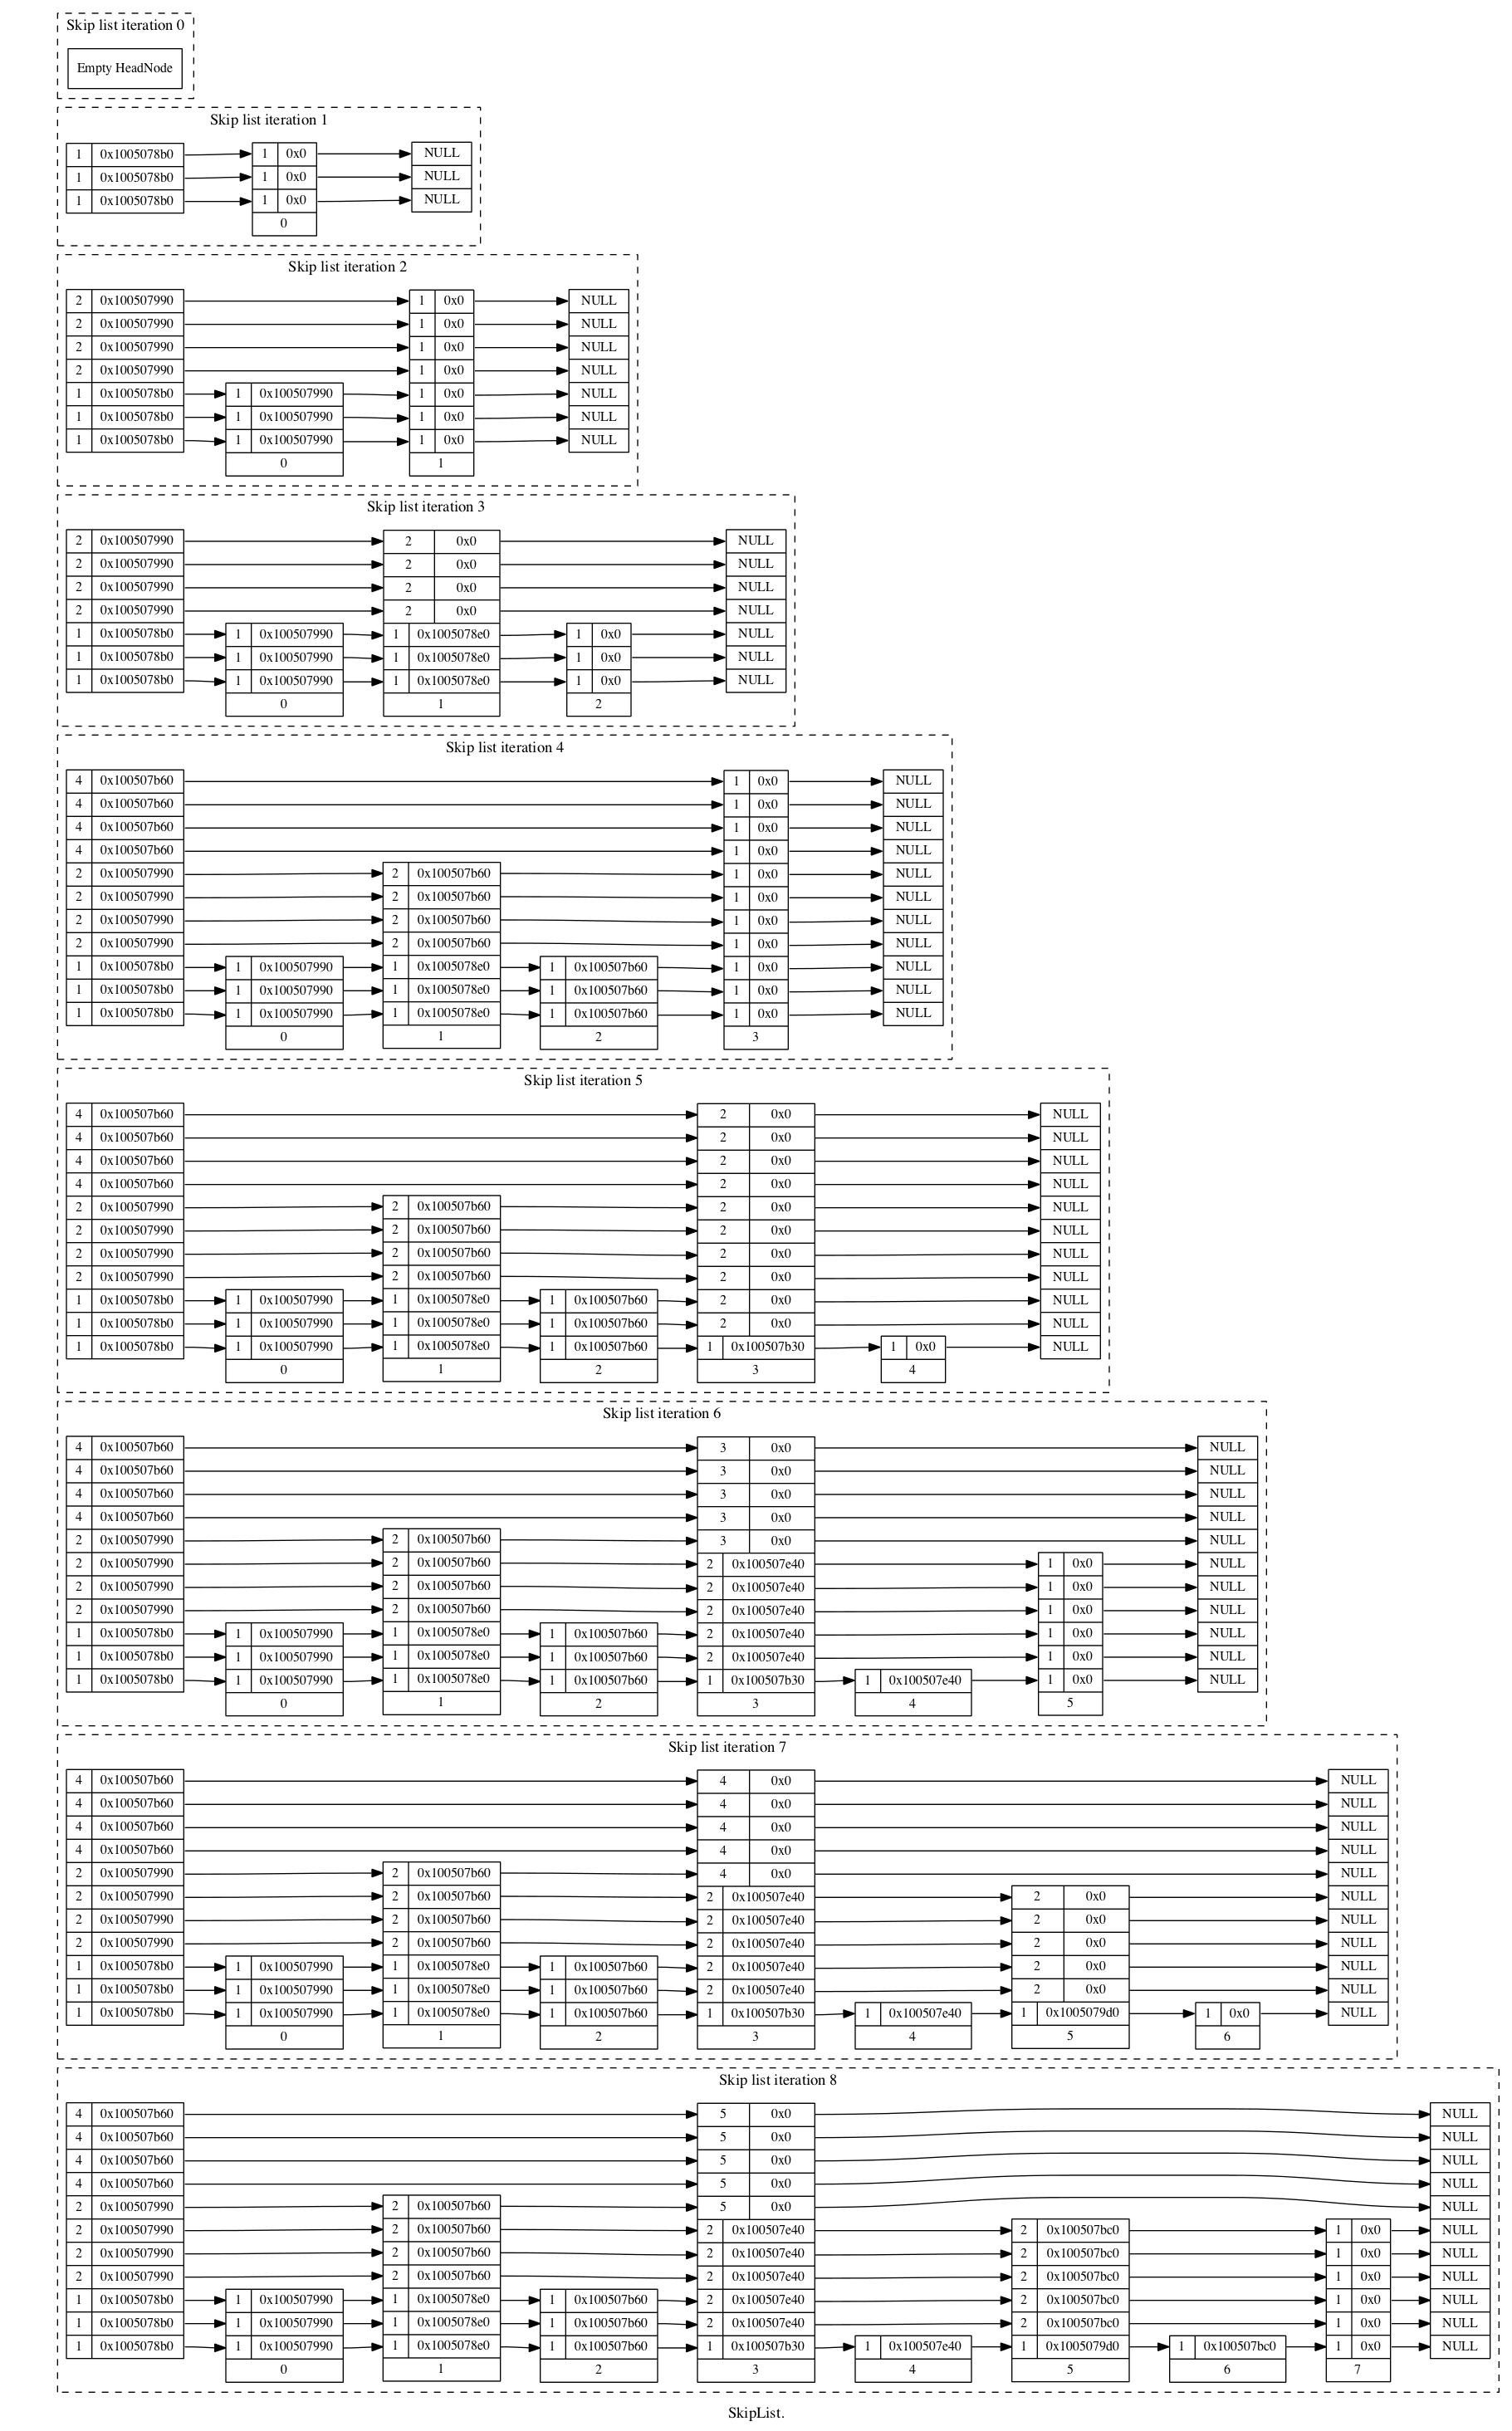 Skip list iteration 0
Empty HeadNode
Skip list iteration 1
1 0x1005078b0 1 0x0 NULL
1 0x1005078b0 1 0x0 NULL
1 0x1005078b0 1 0x0 NULL
0
Skip list iteration 2
2 0x100507990 1 0x0 NULL
2 0x100507990 1 0x0 NULL
2 0x100507990 1 0x0 NULL
2 0x100507990 1 0x0 NULL
1 0x1005078b0 1 0x100507990 1 0x0 NULL
1 0x1005078b0 1 0x100507990 1 0x0 NULL
1 0x1005078b0 1 0x100507990 1 0x0 NULL
0 1
Skip list iteration 3
2 0x100507990 2 0x0 NULL
2 0x100507990 2 0x0 NULL
2 0x100507990 2 0x0 NULL
2 0x100507990 2 0x0 NULL
1 0x1005078b0 1 0x100507990 1 0x1005078e0 1 0x0 NULL
1 0x1005078b0 1 0x100507990 1 0x1005078e0 1 0x0 NULL
1 0x1005078b0 1 0x100507990 1 0x1005078e0 1 0x0 NULL
0 1 2
Skip list iteration 4
4 0x100507b60 1 0x0 NULL
4 0x100507b60 1 0x0 NULL
4 0x100507b60 1 0x0 NULL
4 0x100507b60 1 0x0 NULL
2 0x100507990 2 0x100507b60 1 0x0 NULL
2 0x100507990 2 0x100507b60 1 0x0 NULL
2 0x100507990 2 0x100507b60 1 0x0 NULL
2 0x100507990 2 0x100507b60 1 0x0 NULL
1 0x1005078b0 1 0x100507990 1 0x1005078e0 1 0x100507b60 1 0x0 NULL
1 0x1005078b0 1 0x100507990 1 0x1005078e0 1 0x100507b60 1 0x0 NULL
1 0x1005078b0 1 0x100507990 1 0x1005078e0 1 0x100507b60 1 0x0 NULL
0 1 2 3
Skip list iteration 5
4 0x100507b60 2 0x0 NULL
4 0x100507b60 2 0x0 NULL
4 0x100507b60 2 0x0 NULL
4 0x100507b60 2 0x0 NULL
2 0x100507990 2 0x100507b60 2 0x0 NULL
2 0x100507990 2 0x100507b60 2 0x0 NULL
2 0x100507990 2 0x100507b60 2 0x0 NULL
2 0x100507990 2 0x100507b60 2 0x0 NULL
1 0x1005078b0 1 0x100507990 1 0x1005078e0 1 0x100507b60 2 0x0 NULL
1 0x1005078b0 1 0x100507990 1 0x1005078e0 1 0x100507b60 2 0x0 NULL
1 0x1005078b0 1 0x100507990 1 0x1005078e0 1 0x100507b60 1 0x100507b30 1 0x0 NULL
0 1 2 3 4
Skip list iteration 6
4 0x100507b60 3 0x0 NULL
4 0x100507b60 3 0x0 NULL
4 0x100507b60 3 0x0 NULL
4 0x100507b60 3 0x0 NULL
2 0x100507990 2 0x100507b60 3 0x0 NULL
2 0x100507990 2 0x100507b60 2 0x100507e40 1 0x0 NULL
2 0x100507990 2 0x100507b60 2 0x100507e40 1 0x0 NULL
2 0x100507990 2 0x100507b60 2 0x100507e40 1 0x0 NULL
1 0x1005078b0 1 0x100507990 1 0x1005078e0 1 0x100507b60 2 0x100507e40 1 0x0 NULL
1 0x1005078b0 1 0x100507990 1 0x1005078e0 1 0x100507b60 2 0x100507e40 1 0x0 NULL
1 0x1005078b0 1 0x100507990 1 0x1005078e0 1 0x100507b60 1 0x100507b30 1 0x100507e40 1 0x0 NULL
0 1 2 3 4 5
Skip list iteration 7
4 0x100507b60 4 0x0 NULL
4 0x100507b60 4 0x0 NULL
4 0x100507b60 4 0x0 NULL
4 0x100507b60 4 0x0 NULL
2 0x100507990 2 0x100507b60 4 0x0 NULL
2 0x100507990 2 0x100507b60 2 0x100507e40 2 0x0 NULL
2 0x100507990 2 0x100507b60 2 0x100507e40 2 0x0 NULL
2 0x100507990 2 0x100507b60 2 0x100507e40 2 0x0 NULL
1 0x1005078b0 1 0x100507990 1 0x1005078e0 1 0x100507b60 2 0x100507e40 2 0x0 NULL
1 0x1005078b0 1 0x100507990 1 0x1005078e0 1 0x100507b60 2 0x100507e40 2 0x0 NULL
1 0x1005078b0 1 0x100507990 1 0x1005078e0 1 0x100507b60 1 0x100507b30 1 0x100507e40 1 0x1005079d0 1 0x0 NULL
0 1 2 3 4 5 6
Skip list iteration 8
4 0x100507b60 5 0x0 NULL
4 0x100507b60 5 0x0 NULL
4 0x100507b60 5 0x0 NULL
4 0x100507b60 5 0x0 NULL
2 0x100507990 2 0x100507b60 5 0x0 NULL
2 0x100507990 2 0x100507b60 2 0x100507e40 2 0x100507bc0 1 0x0 NULL
2 0x100507990 2 0x100507b60 2 0x100507e40 2 0x100507bc0 1 0x0 NULL
2 0x100507990 2 0x100507b60 2 0x100507e40 2 0x100507bc0 1 0x0 NULL
1 0x1005078b0 1 0x100507990 1 0x1005078e0 1 0x100507b60 2 0x100507e40 2 0x100507bc0 1 0x0 NULL
1 0x1005078b0 1 0x100507990 1 0x1005078e0 1 0x100507b60 2 0x100507e40 2 0x100507bc0 1 0x0 NULL
1 0x1005078b0 1 0x100507990 1 0x1005078e0 1 0x100507b60 1 0x100507b30 1 0x100507e40 1 0x1005079d0 1 0x100507bc0 1 0x0 NULL
0 1 2 3 4 5 6 7
SkipList.